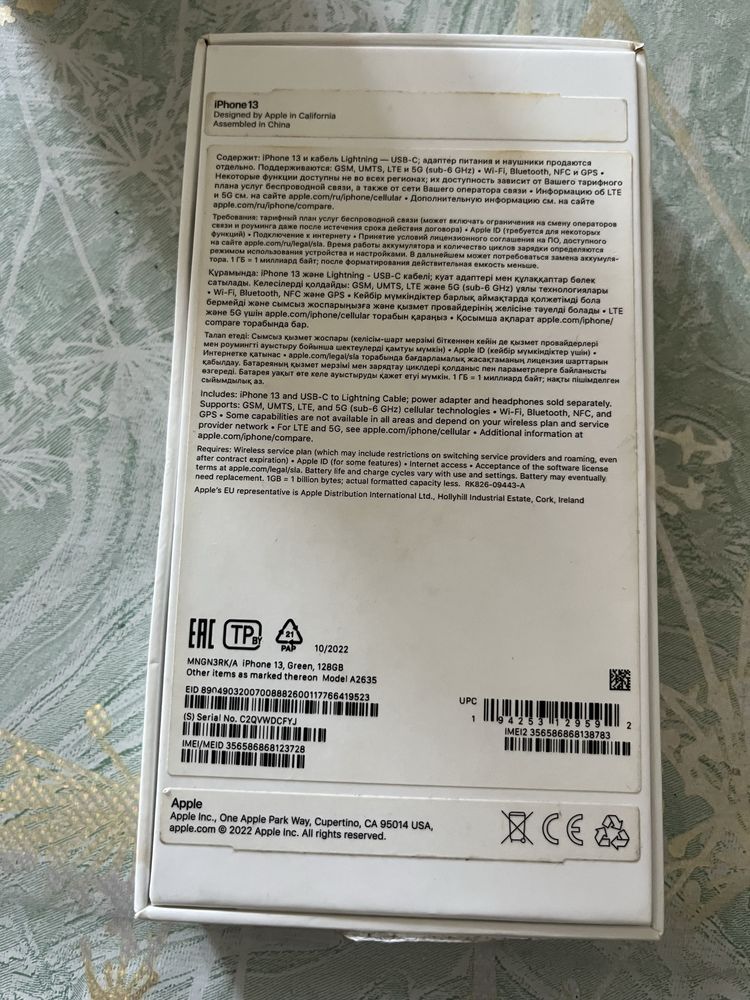 iPhone 13
Designed by Apple in California
Assembled in China
Содержит: iPhone 13 и кабель Lightning — USB-C; адаптер питания и наушники продаются
отдельно. Поддерживаются: GSM, UMTS, LTE и 5G (sub-6 GHz) • Wi-Fi, Bluetooth, NFC и GPS •
Некоторые функции доступны не во всех регионах; их доступность зависит от Вашего тарифного
плана услуг беспроводной связи, а также от сети Вашего оператора связи • Информацию об LTE
и 5G см. на сайте apple.com/ru/iphone/cellular • Дополнительную информацию см. на сайте
apple.com/ru/iphone/compare.
Требования: тарифный план услуг беспроводной связи (может включать ограничения на смену операторов
связи и роуминга даже после истечения срока действия договора) • Apple ID (требуется для некоторых
функций) • Подключение к интернету • Принятие условий лицензионного соглашения на ПО, доступного
на сайте apple.com/ru/legal/sla. Время работы аккумулятора и количество циклов зарядки определяются
режимом использования устройства и настройками. В дальнейшем может потребоваться замена аккумуля-
тора. 1 ГБ = 1 миллиард байт; после форматирования действительная емкость меньше.
Құрамында: iPhone 13 және Lightning - USB-C кабелі; қуат адаптері мен құлаққаптар бөлек
сатылады. Келесілерді қолдайды: GSM, UMTS, LTE және 5G (sub-6 GHz) ұялы технологиялары
• Wi-Fi, Bluetooth, NFC және GPS • Кейбір мүмкіндіктер барлық аймақтарда қолжетімді бола
бермейді және сымсыз жоспарыңызға және қызмет провайдерінің желісіне тәуелді болады • LTE
және 5G үшін apple.com/iphone/cellular торабын қараңыз • Қосымша ақпарат apple.com/iphone/
compare торабында бар.
Талап етеді: Сымсыз қызмет жоспары (келісім-шарт мерзімі біткеннен кейін де қызмет провайдерлері
мен роумингті ауыстыру бойынша шектеулерді қамтуы мүмкін) • Apple ID (кейбір мүмкіндіктер үшін) •
Интернетке қатынас • apple.com/legal/sla торабында бағдарламалық жасақтаманың лицензия шарттарын
қабылдау. Батареяның қызмет мерзімі мен зарядтау циклдері қолданыс пен параметрлерге байланысты
өзгереді. Батарея уақыт өте келе ауыстыруды қажет етуі мүмкін. 1 ГБ = 1 миллиард байт; нақты пішімделген
сыйымдылық аз.
Includes: iPhone 13 and USB-C to Lightning Cable; power adapter and headphones sold separately.
Supports: GSM, UMTS, LTE, and 5G (sub-6 GHz) cellular technologies • Wi-Fi, Bluetooth, NFC, and
GPS • Some capabilities are not available in all areas and depend on your wireless plan and service
provider network • For LTE and 5G, see apple.com/iphone/cellular • Additional information at
apple.com/iphone/compare.
Requires: Wireless service plan (which may include restrictions on switching service providers and roaming, even
after contract expiration) • Apple ID (for some features) • Internet access • Acceptance of the software license
terms at apple.com/legal/sla. Battery life and charge cycles vary with use and settings. Battery may eventually
need replacement. 1GB = 1 billion bytes; actual formatted capacity less. RK826-09443-A
Apple's EU representative is Apple Distribution International Ltd., Hollyhill Industrial Estate, Cork, Ireland
EAC TP BY 21 PAP 10/2022
MNGN3RK/A iPhone 13, Green, 128GB
Other items as marked thereon Model A2635
EID 89049032007008882600117766419523
(S) Serial No. C2QVWDCFYJ
IMEI/MEID 356586868123728
UPC
1 94253 12959 2
IMEI2 356586868138783
Apple
Apple Inc., One Apple Park Way, Cupertino, CA 95014 USA,
apple.com © 2022 Apple Inc. All rights reserved.
CE